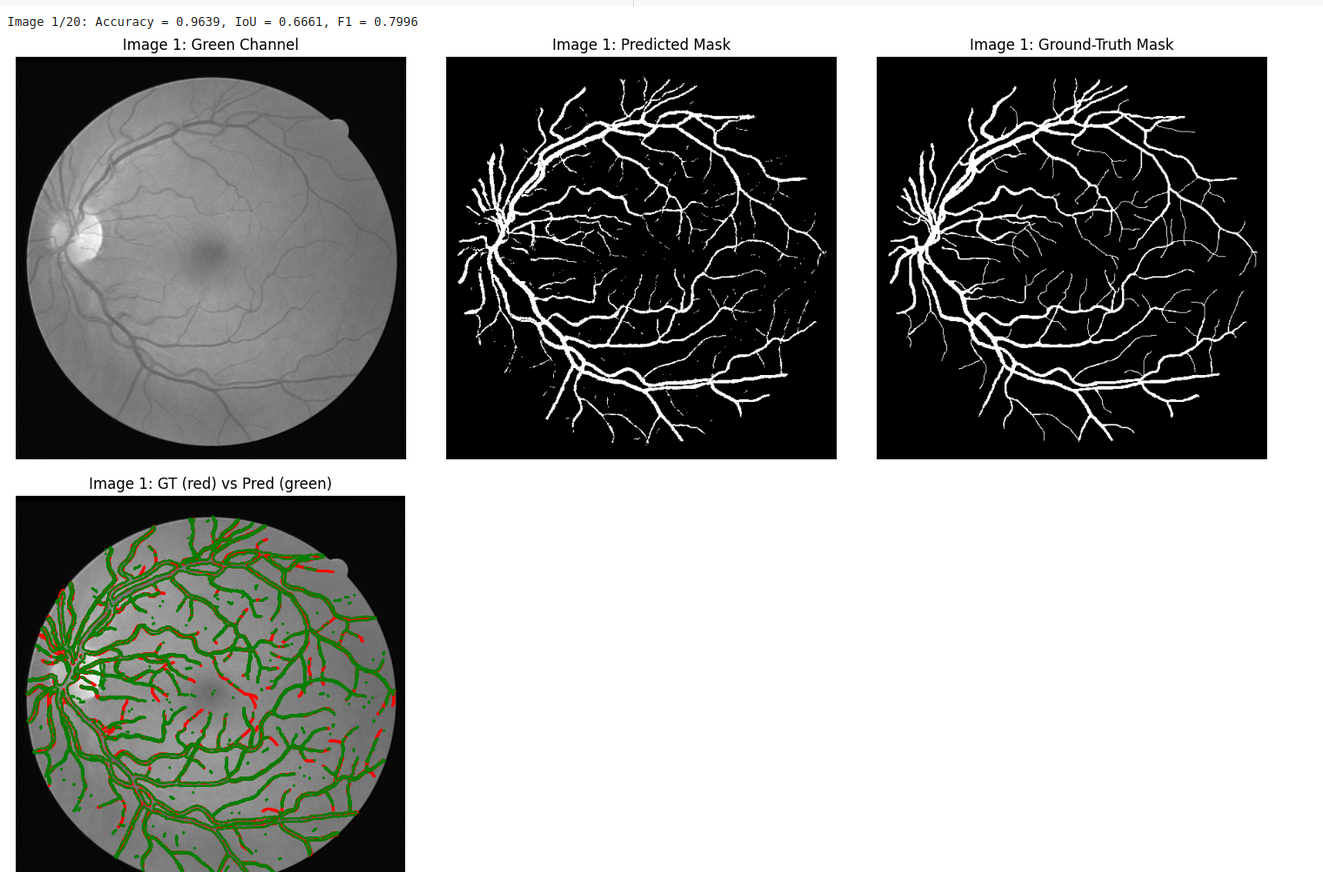 Image 1/20: Accuracy = 0.9639, IoU = 0.6661, F1 = 0.7996
Image 1: Green Channel
Image 1: Predicted Mask
Image 1: Ground-Truth Mask
Image 1: GT (red) vs Pred (green)